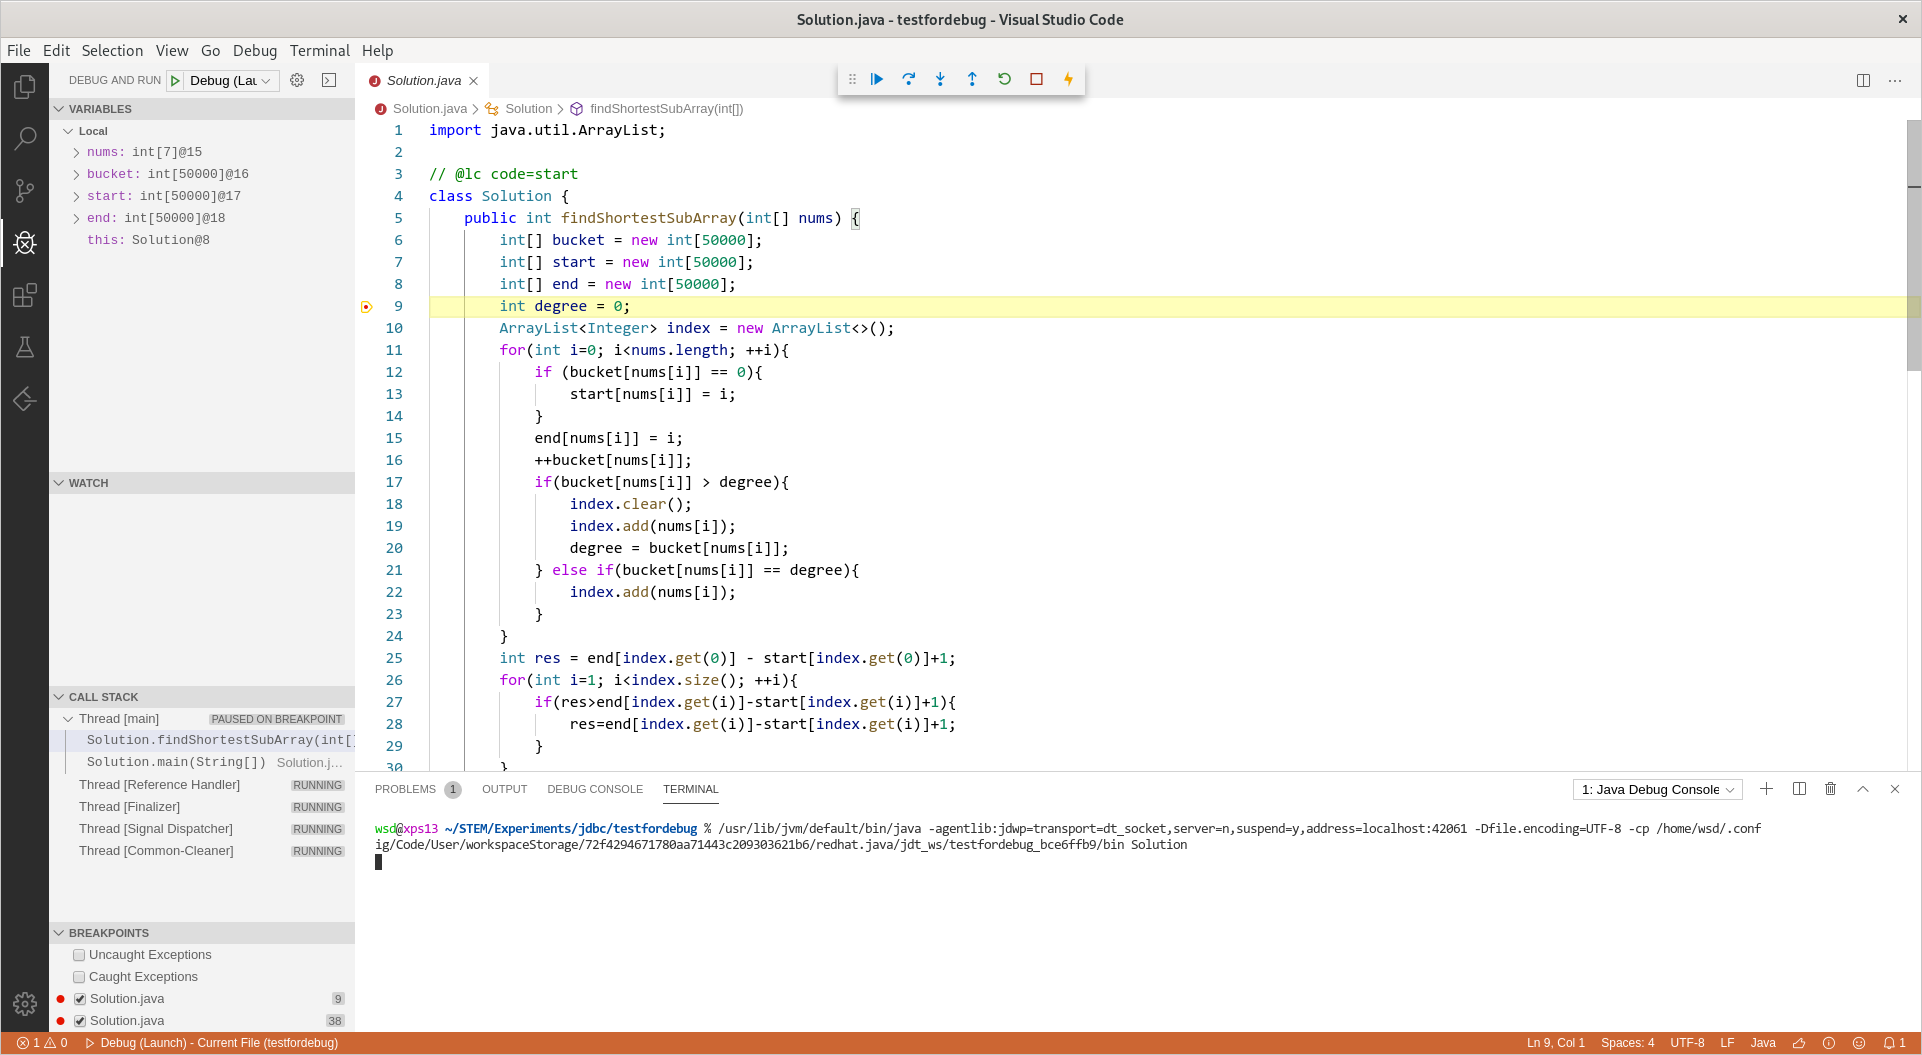 Solution.java - testfordebug - Visual Studio Code
File Edit Selection View Go Debug Terminal Help
DEBUG AND RUN Debug (Lau
VARIABLES
Local
nums: int[7]@15
bucket: int[50000]@16
start: int[50000]@17
end: int[50000]@18
this: Solution@8
WATCH
CALL STACK
Thread [main] PAUSED ON BREAKPOINT
Solution.findShortestSubArray(int[]
Solution.main(String[]) Solution.j…
Thread [Reference Handler] RUNNING
Thread [Finalizer] RUNNING
Thread [Signal Dispatcher] RUNNING
Thread [Common-Cleaner] RUNNING
BREAKPOINTS
Uncaught Exceptions
Caught Exceptions
Solution.java 9
Solution.java 38
Solution.java
Solution.java > Solution > findShortestSubArray(int[])
1 import java.util.ArrayList;
2
3 // @lc code=start
4 class Solution {
5     public int findShortestSubArray(int[] nums) {
6         int[] bucket = new int[50000];
7         int[] start = new int[50000];
8         int[] end = new int[50000];
9         int degree = 0;
10         ArrayList<Integer> index = new ArrayList<>();
11         for(int i=0; i<nums.length; ++i){
12             if (bucket[nums[i]] == 0){
13                 start[nums[i]] = i;
14             }
15             end[nums[i]] = i;
16             ++bucket[nums[i]];
17             if(bucket[nums[i]] > degree){
18                 index.clear();
19                 index.add(nums[i]);
20                 degree = bucket[nums[i]];
21             } else if(bucket[nums[i]] == degree){
22                 index.add(nums[i]);
23             }
24         }
25         int res = end[index.get(0)] - start[index.get(0)]+1;
26         for(int i=1; i<index.size(); ++i){
27             if(res>end[index.get(i)]-start[index.get(i)]+1){
28                 res=end[index.get(i)]-start[index.get(i)]+1;
29             }
30         }
PROBLEMS 1 OUTPUT DEBUG CONSOLE TERMINAL 1: Java Debug Console
wsd@xps13 ~/STEM/Experiments/jdbc/testfordebug % /usr/lib/jvm/default/bin/java -agentlib:jdwp=transport=dt_socket,server=n,suspend=y,address=localhost:42061 -Dfile.encoding=UTF-8 -cp /home/wsd/.conf
ig/Code/User/workspaceStorage/72f4294671780aa71443c209303621b6/redhat.java/jdt_ws/testfordebug_bce6ffb9/bin Solution
1 0 Debug (Launch) - Current File (testfordebug) Ln 9, Col 1 Spaces: 4 UTF-8 LF Java 1